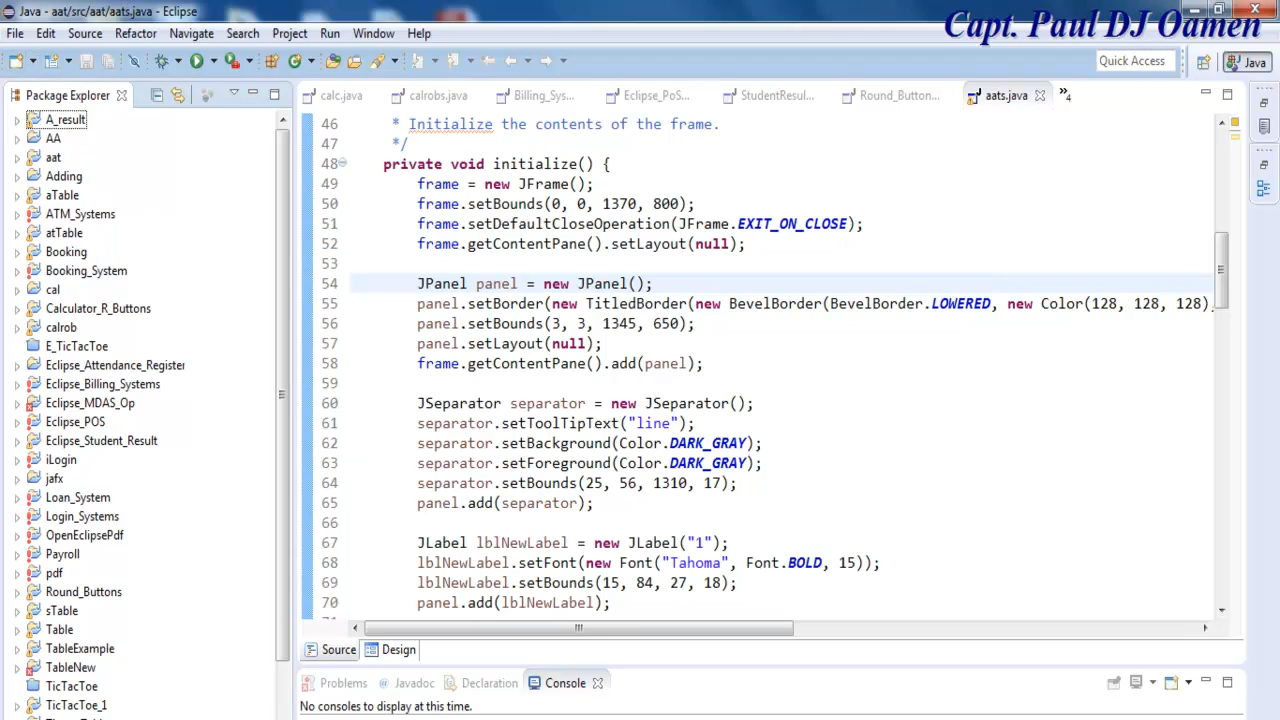 Java - aat/src/aat/aats.java - Eclipse
Capt. Paul DJ Oamen
File Edit Source Refactor Navigate Search Project Run Window Help
Quick Access
Java
Package Explorer
calc.java calrobs.java Billing_Sys... Eclipse_PoS... StudentResul... Round_Button... aats.java »4
A_result
AA
aat
Adding
aTable
ATM_Systems
atTable
Booking
Booking_System
cal
Calculator_R_Buttons
calrob
E_TicTacToe
Eclipse_Attendance_Register
Eclipse_Billing_Systems
Eclipse_MDAS_Op
Eclipse_POS
Eclipse_Student_Result
iLogin
jafx
Loan_System
Login_Systems
OpenEclipsePdf
Payroll
pdf
Round_Buttons
sTable
Table
TableExample
TableNew
TicTacToe
TicTacToe_1
46 * Initialize the contents of the frame.
47 */
48 private void initialize() {
49 frame = new JFrame();
50 frame.setBounds(0, 0, 1370, 800);
51 frame.setDefaultCloseOperation(JFrame.EXIT_ON_CLOSE);
52 frame.getContentPane().setLayout(null);
53
54 JPanel panel = new JPanel();
55 panel.setBorder(new TitledBorder(new BevelBorder(BevelBorder.LOWERED, new Color(128, 128, 128)
56 panel.setBounds(3, 3, 1345, 650);
57 panel.setLayout(null);
58 frame.getContentPane().add(panel);
59
60 JSeparator separator = new JSeparator();
61 separator.setToolTipText("line");
62 separator.setBackground(Color.DARK_GRAY);
63 separator.setForeground(Color.DARK_GRAY);
64 separator.setBounds(25, 56, 1310, 17);
65 panel.add(separator);
66
67 JLabel lblNewLabel = new JLabel("1");
68 lblNewLabel.setFont(new Font("Tahoma", Font.BOLD, 15));
69 lblNewLabel.setBounds(15, 84, 27, 18);
70 panel.add(lblNewLabel);
Source Design
Problems @ Javadoc Declaration Console
No consoles to display at this time.